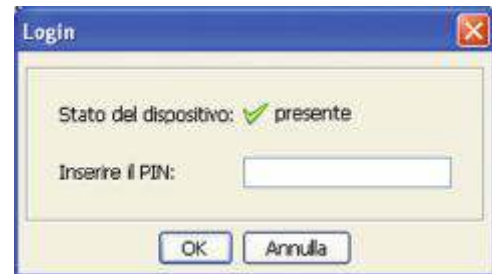 Login
Stato del dispositivo: presente
Inserire il PIN:
OK Annulla